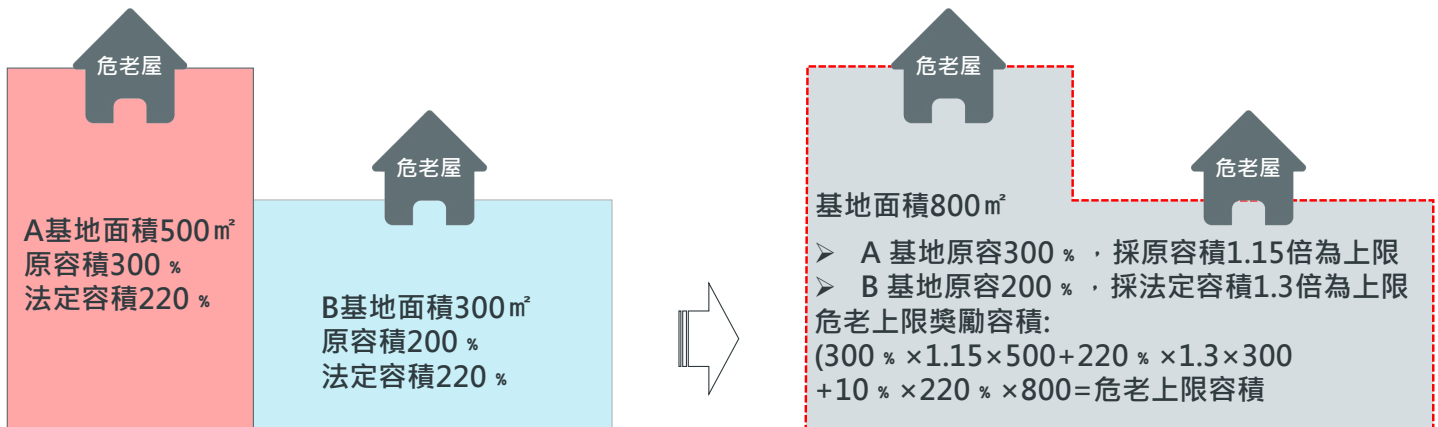 危老屋
A基地面積500㎡
原容積300﹪
法定容積220﹪
危老屋
B基地面積300㎡
原容積200﹪
法定容積220﹪
危老屋
危老屋
基地面積800㎡
➢ A 基地原容300﹪，採原容積1.15倍為上限
➢ B 基地原容200﹪，採法定容積1.3倍為上限
危老上限獎勵容積:
(300﹪×1.15×500+220﹪×1.3×300
+10﹪×220﹪×800=危老上限容積